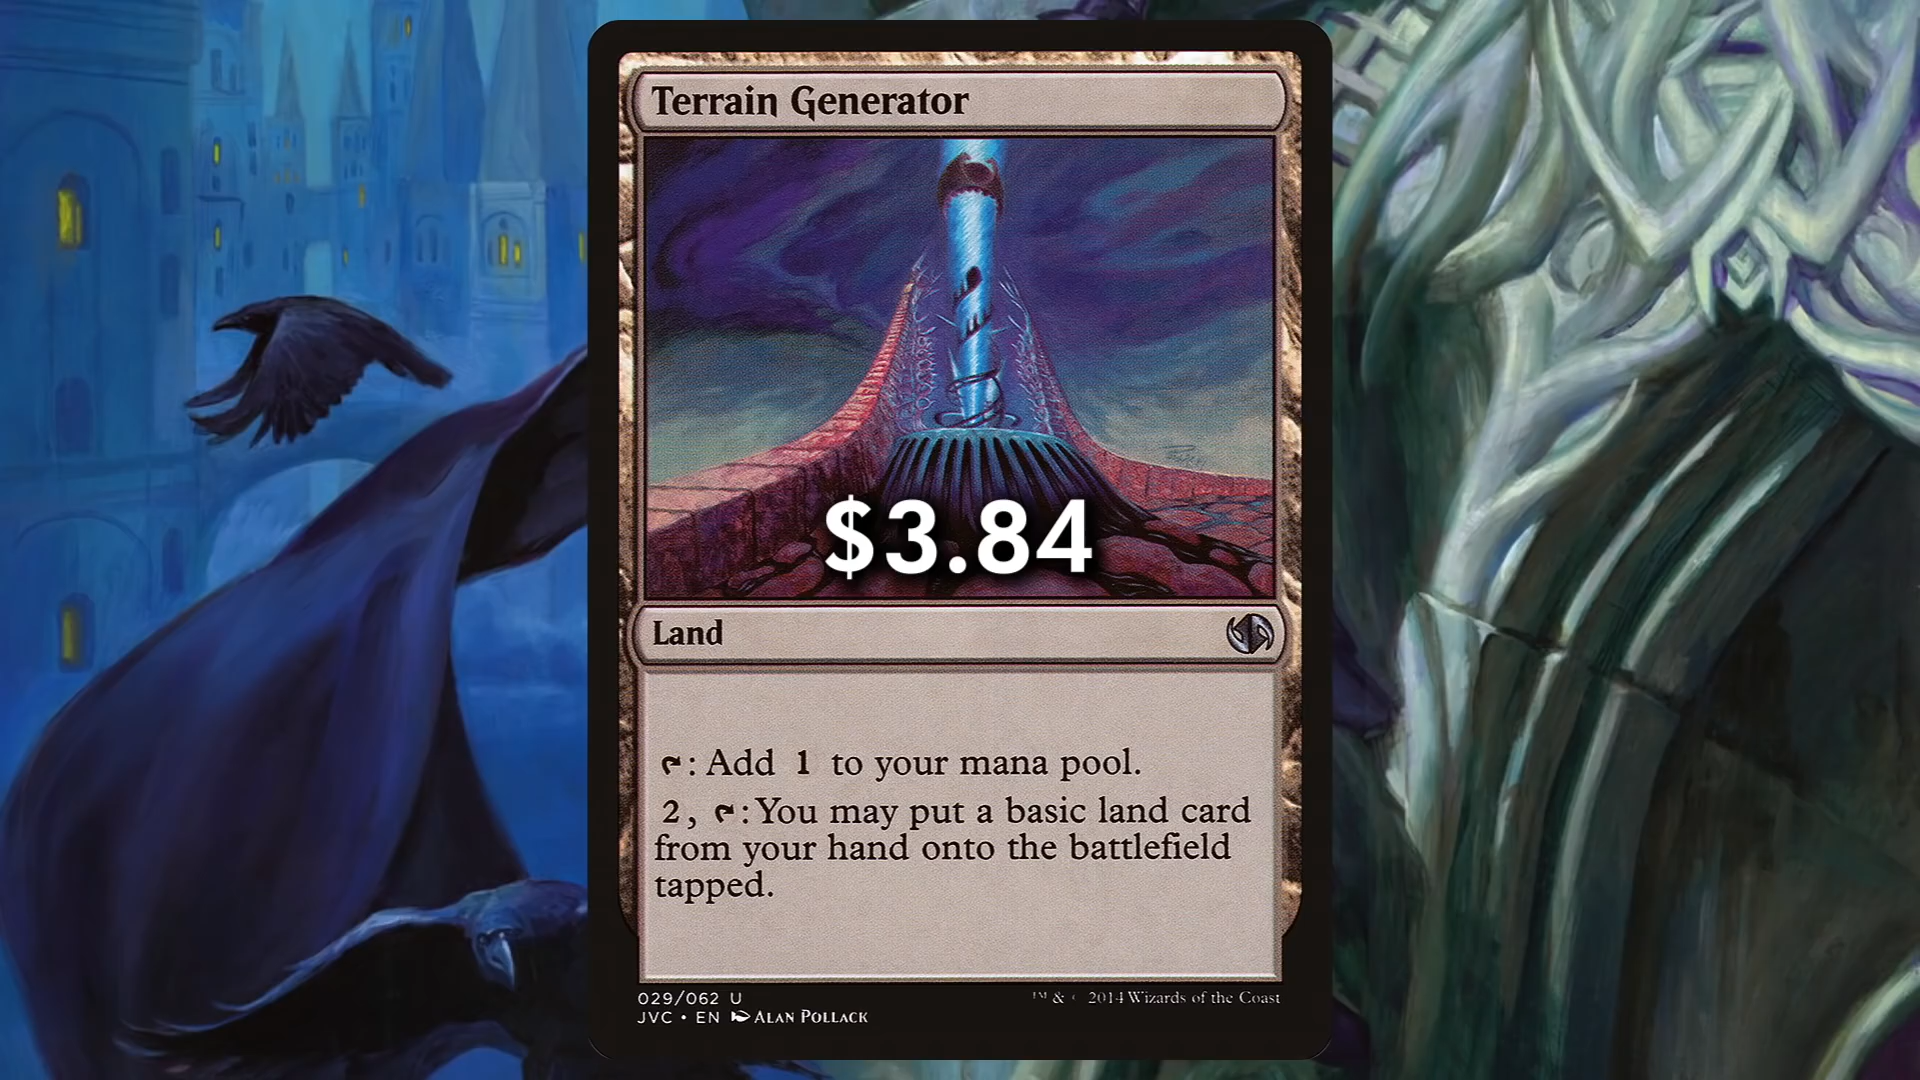 Terrain Generator
$3.84
Land
: Add 1 to your mana pool.
2, : You may put a basic land card
from your hand onto the battlefield
tapped.
029/062 U
™ & © 2014 Wizards of the Coast
JVC • EN ALAN POLLACK